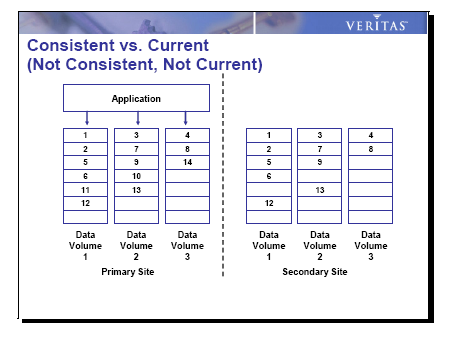 VERITAS™
Consistent vs. Current
(Not Consistent, Not Current)
Application
1 3 4 1 3 4
2 7 8 2 7 8
5 9 14 5 9
6 10 6
11 13 13
12 12
Data Data Data Data Data Data
Volume Volume Volume Volume Volume Volume
1 2 3 1 2 3
Primary Site Secondary Site